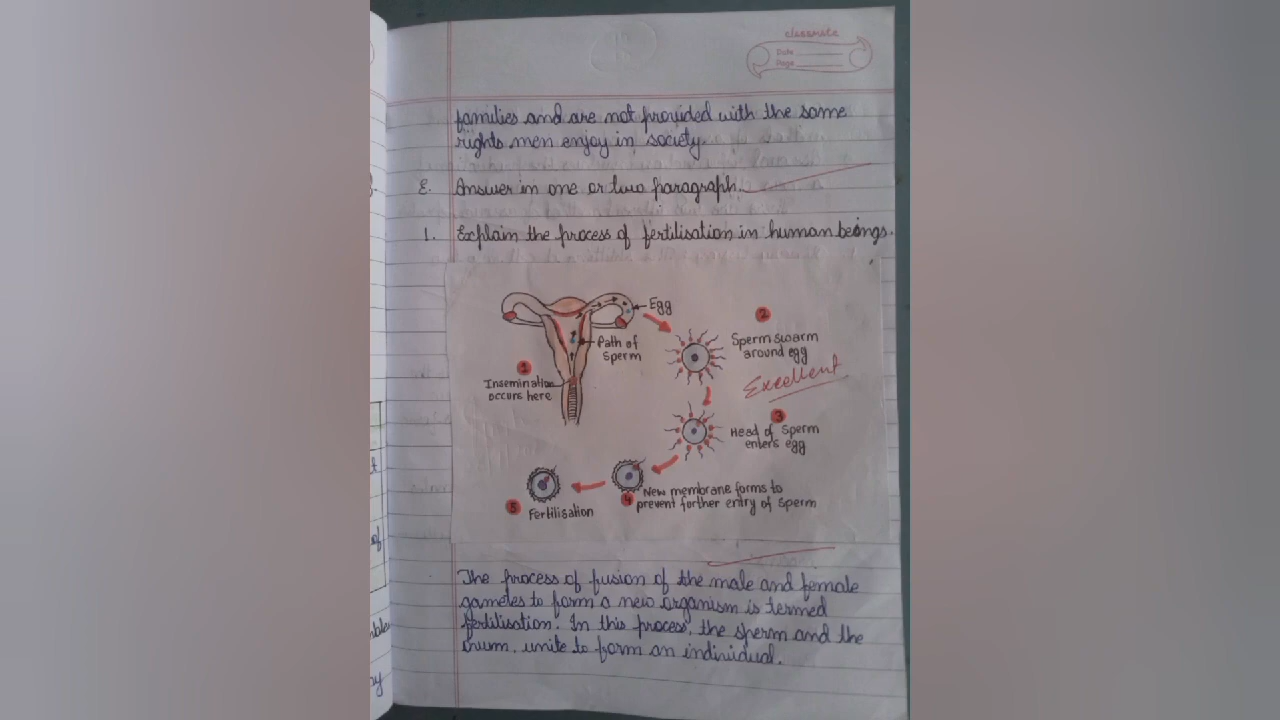 classmate
Date
Page
families and are not provided with the same
rights men enjoy in society.
E. Answer in one or two paragraph.
1. Explain the process of fertilisation in human beings.
Egg
Path of
Sperm
1
Insemination
occurs here
2
Sperm swarm
around egg
Excellent
3
Head of Sperm
enters egg
4
New membrane forms to
prevent further entry of Sperm
5
Fertilisation
The process of fusion of the male and female
gametes to form a new organism is termed
fertilisation. In this process, the sperm and the
ovum, unite to form an individual.